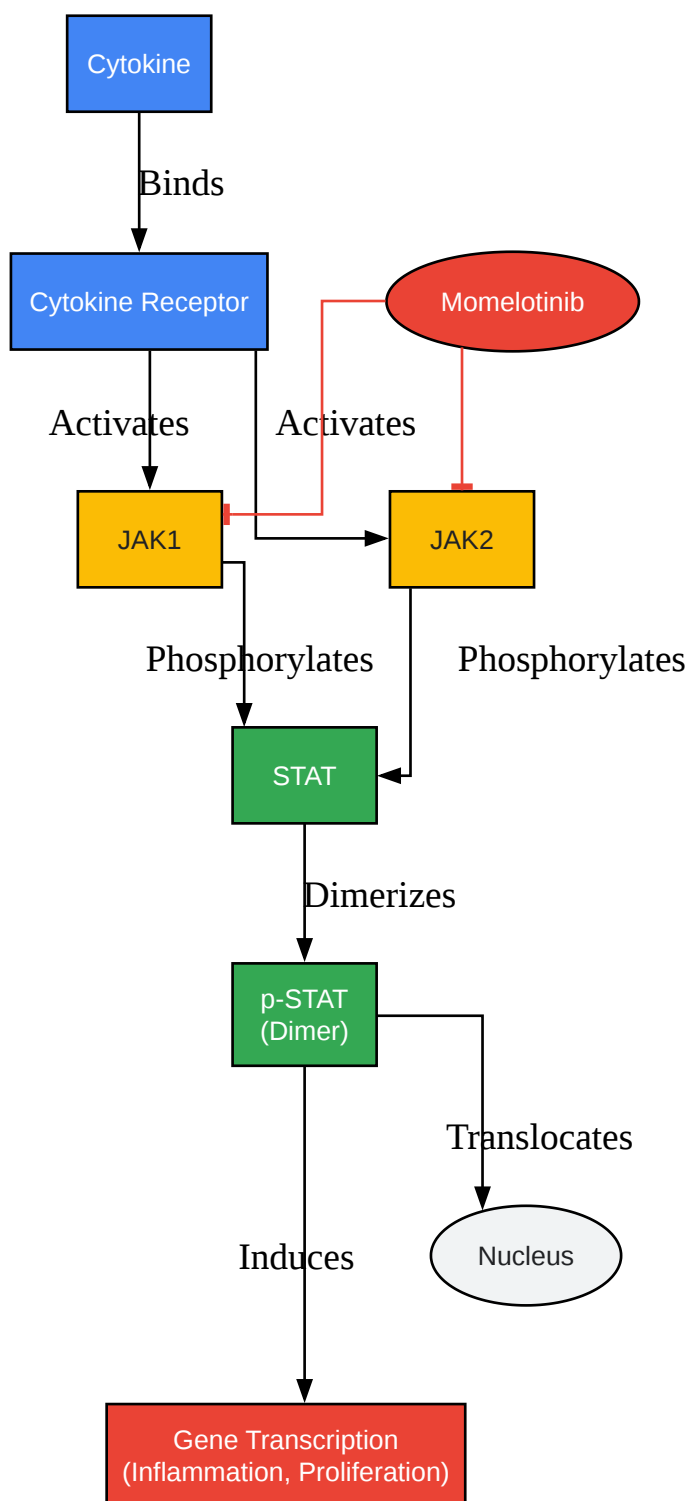 Cytokine
Binds
Cytokine Receptor
Momelotinib
Activates
Activates
JAK1
JAK2
Phosphorylates
Phosphorylates
STAT
Dimerizes
p-STAT
(Dimer)
Translocates
Nucleus
Induces
Gene Transcription
(Inflammation, Proliferation)